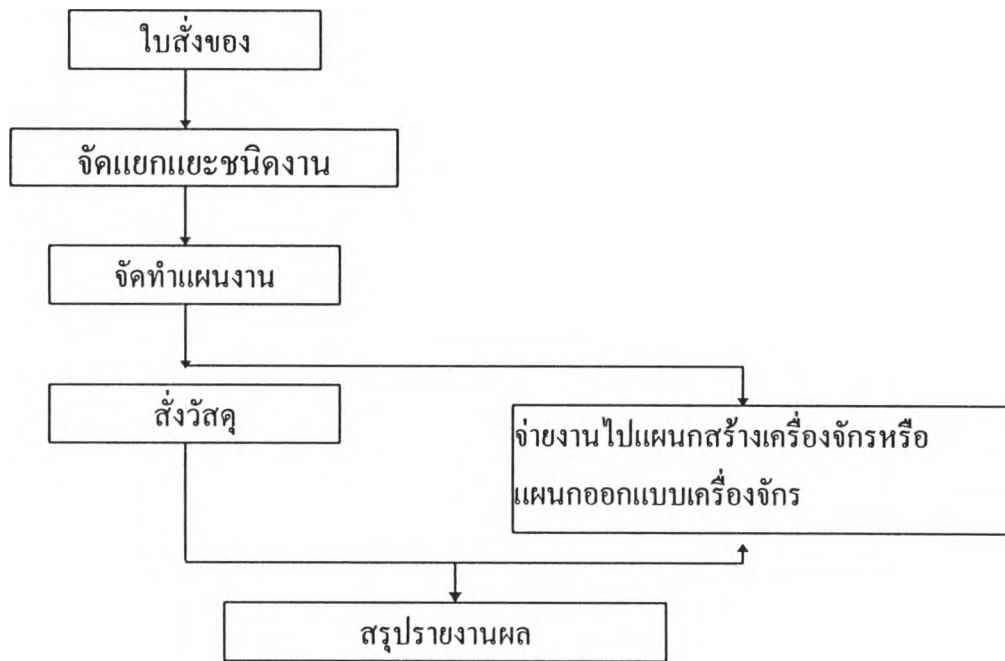 ใบสั่งของ
จัดแยกแยะชนิดงาน
จัดทำแผนงาน
สั่งวัสดุ
จ่ายงานไปแผนกสร้างเครื่องจักรหรือ
แผนกออกแบบเครื่องจักร
สรุปรายงานผล